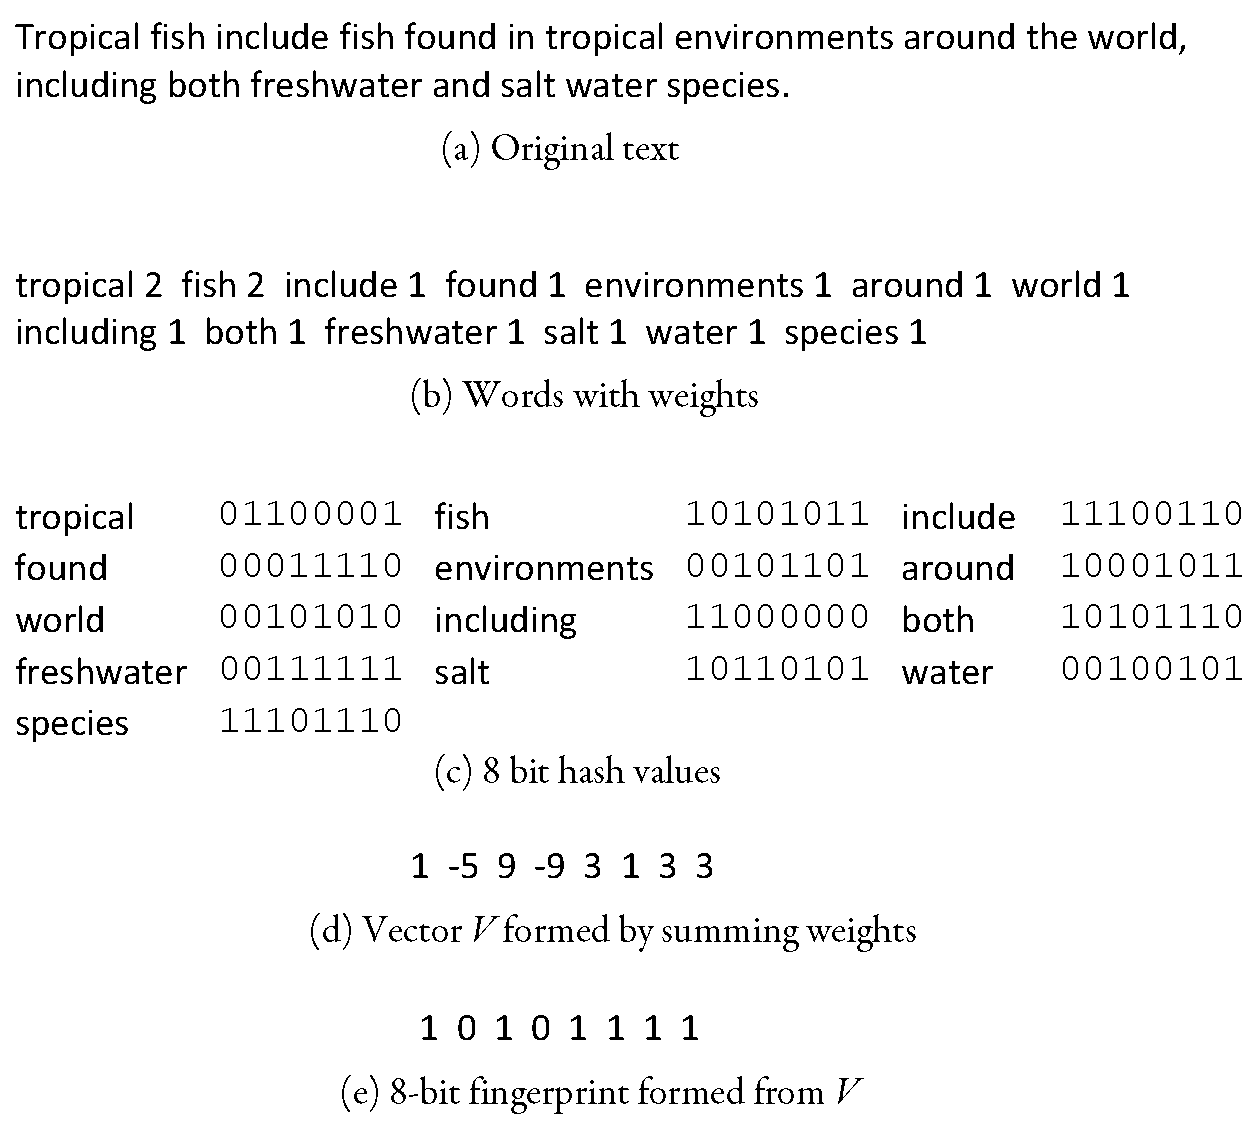 Tropical fish include fish found in tropical environments around the world,
including both freshwater and salt water species.
(a) Original text
tropical 2 fish 2 include 1 found 1 environments 1 around 1 world 1
including 1 both 1 freshwater 1 salt 1 water 1 species 1
(b) Words with weights
tropical 01100001 fish 10101011 include 11100110
found 00011110 environments 00101101 around 10001011
world 00101010 including 11000000 both 10101110
freshwater 00111111 salt 10110101 water 00100101
species 11101110
(c) 8 bit hash values
1 -5 9 -9 3 1 3 3
(d) Vector V formed by summing weights
1 0 1 0 1 1 1 1
(e) 8-bit fingerprint formed from V